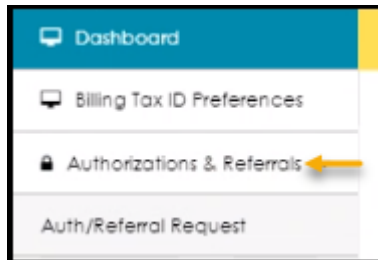 Dashboard
Billing Tax ID Preferences
Authorizations & Referrals
Auth/Referral Request